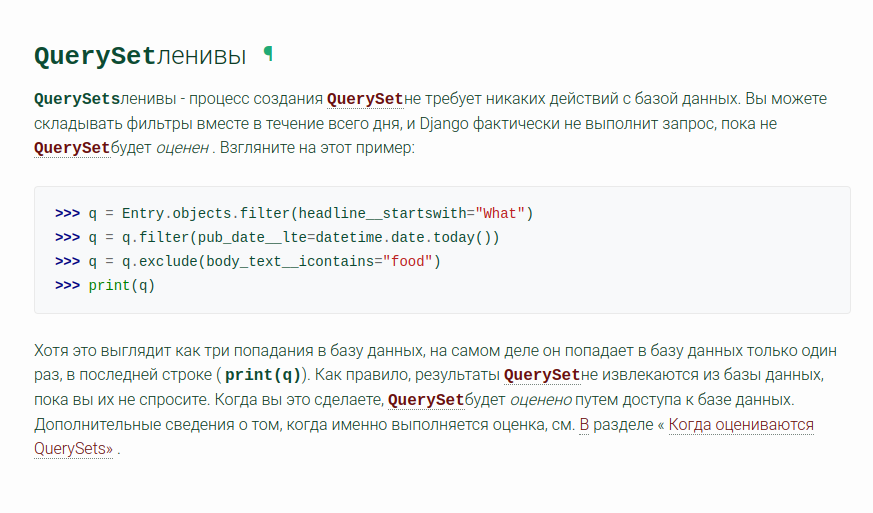 QuerySetленивы ¶
QuerySetsленивы - процесс создания QuerySetне требует никаких действий с базой данных. Вы можете
складывать фильтры вместе в течение всего дня, и Django фактически не выполнит запрос, пока не
QuerySetбудет оценен . Взгляните на этот пример:
>>> q = Entry.objects.filter(headline__startswith="What")
>>> q = q.filter(pub_date__lte=datetime.date.today())
>>> q = q.exclude(body_text__icontains="food")
>>> print(q)
Хотя это выглядит как три попадания в базу данных, на самом деле он попадает в базу данных только один
раз, в последней строке ( print(q)). Как правило, результаты QuerySetне извлекаются из базы данных,
пока вы их не спросите. Когда вы это сделаете, QuerySetбудет оценено путем доступа к базе данных.
Дополнительные сведения о том, когда именно выполняется оценка, см. В разделе « Когда оцениваются
QuerySets» .